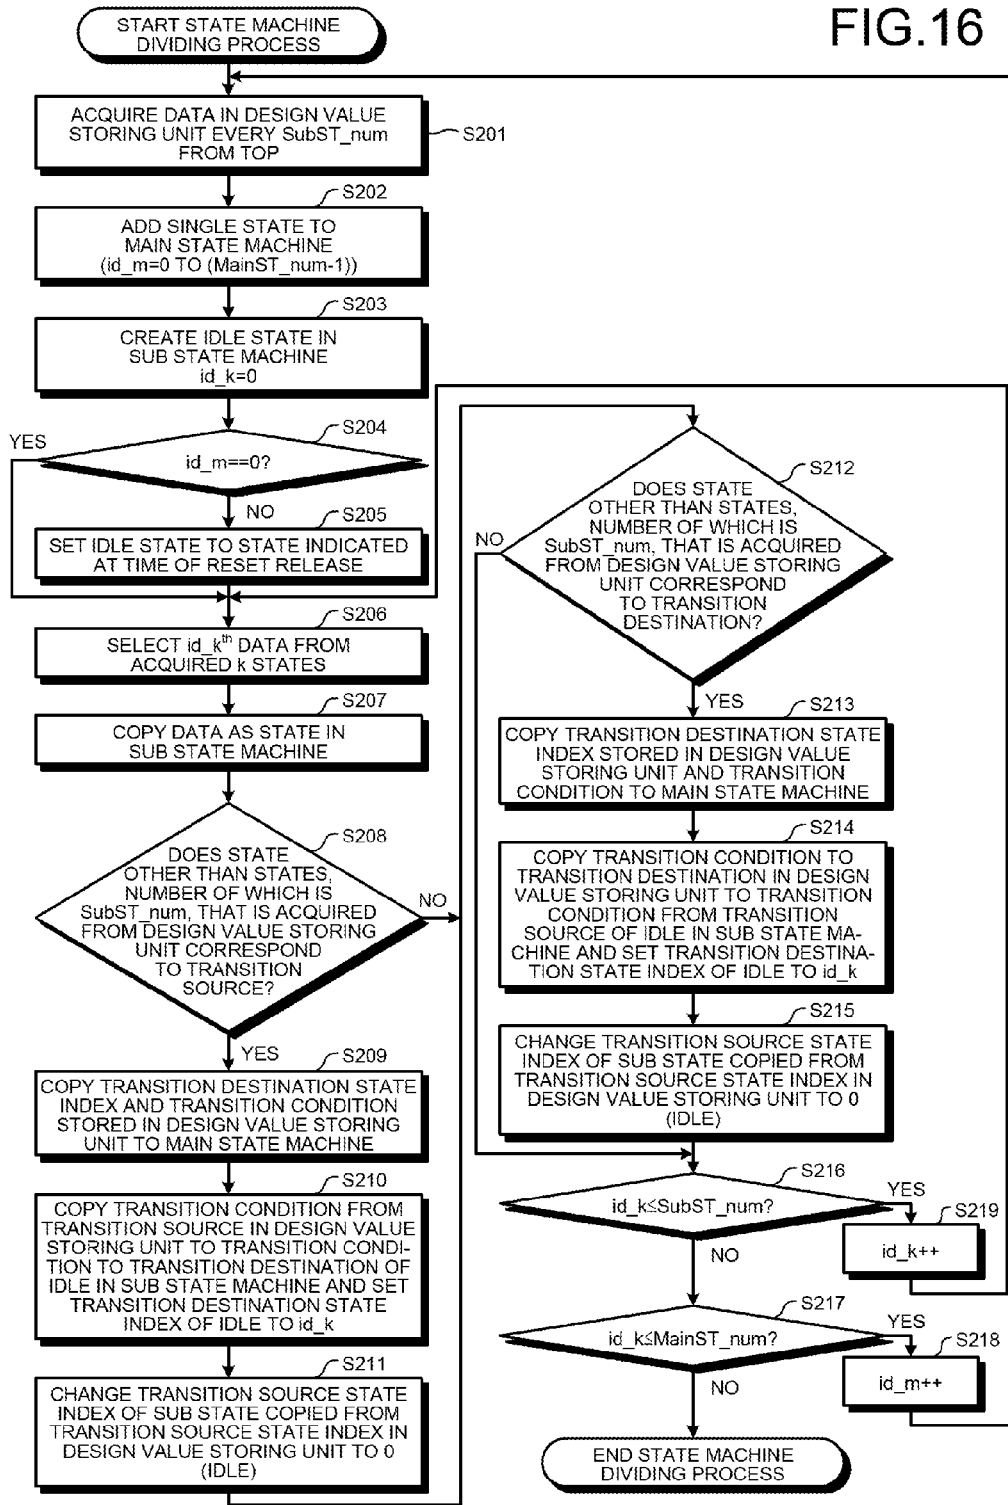 FIG.16
START STATE MACHINE
DIVIDING PROCESS
ACQUIRE DATA IN DESIGN VALUE
STORING UNIT EVERY SubST_num
FROM TOP
S201
S202
ADD SINGLE STATE TO
MAIN STATE MACHINE
(id_m=0 TO (MainST_num-1))
S203
CREATE IDLE STATE IN
SUB STATE MACHINE
id_k=0
S204
YES
id_m==0?
NO
S205
SET IDLE STATE TO STATE INDICATED
AT TIME OF RESET RELEASE
S206
SELECT id_kth DATA FROM
ACQUIRED k STATES
S207
COPY DATA AS STATE IN
SUB STATE MACHINE
S208
DOES STATE
OTHER THAN STATES,
NUMBER OF WHICH IS
SubST_num, THAT IS ACQUIRED
FROM DESIGN VALUE STORING
UNIT CORRESPOND
TO TRANSITION
SOURCE?
NO
YES
S209
COPY TRANSITION DESTINATION STATE
INDEX AND TRANSITION CONDITION
STORED IN DESIGN VALUE STORING
UNIT TO MAIN STATE MACHINE
S210
COPY TRANSITION CONDITION FROM
TRANSITION SOURCE IN DESIGN VALUE
STORING UNIT TO TRANSITION CONDI-
TION TO TRANSITION DESTINATION OF
IDLE IN SUB STATE MACHINE AND SET
TRANSITION DESTINATION STATE
INDEX OF IDLE TO id_k
S211
CHANGE TRANSITION SOURCE STATE
INDEX OF SUB STATE COPIED FROM
TRANSITION SOURCE STATE INDEX IN
DESIGN VALUE STORING UNIT TO 0
(IDLE)
S212
DOES STATE
OTHER THAN STATES,
NUMBER OF WHICH IS
SubST_num, THAT IS ACQUIRED
FROM DESIGN VALUE STORING
UNIT CORRESPOND
TO TRANSITION
DESTINATION?
NO
YES
S213
COPY TRANSITION DESTINATION STATE
INDEX STORED IN DESIGN VALUE
STORING UNIT AND TRANSITION
CONDITION TO MAIN STATE MACHINE
S214
COPY TRANSITION CONDITION TO
TRANSITION DESTINATION IN DESIGN
VALUE STORING UNIT TO TRANSITION
CONDITION FROM TRANSITION
SOURCE OF IDLE IN SUB STATE MA-
CHINE AND SET TRANSITION DESTINA-
TION STATE INDEX OF IDLE TO id_k
S215
CHANGE TRANSITION SOURCE STATE
INDEX OF SUB STATE COPIED FROM
TRANSITION SOURCE STATE INDEX IN
DESIGN VALUE STORING UNIT TO 0
(IDLE)
S216
id_k≤SubST_num?
YES
S219
id_k++
NO
S217
id_k≤MainST_num?
YES
S218
id_m++
NO
END STATE MACHINE
DIVIDING PROCESS